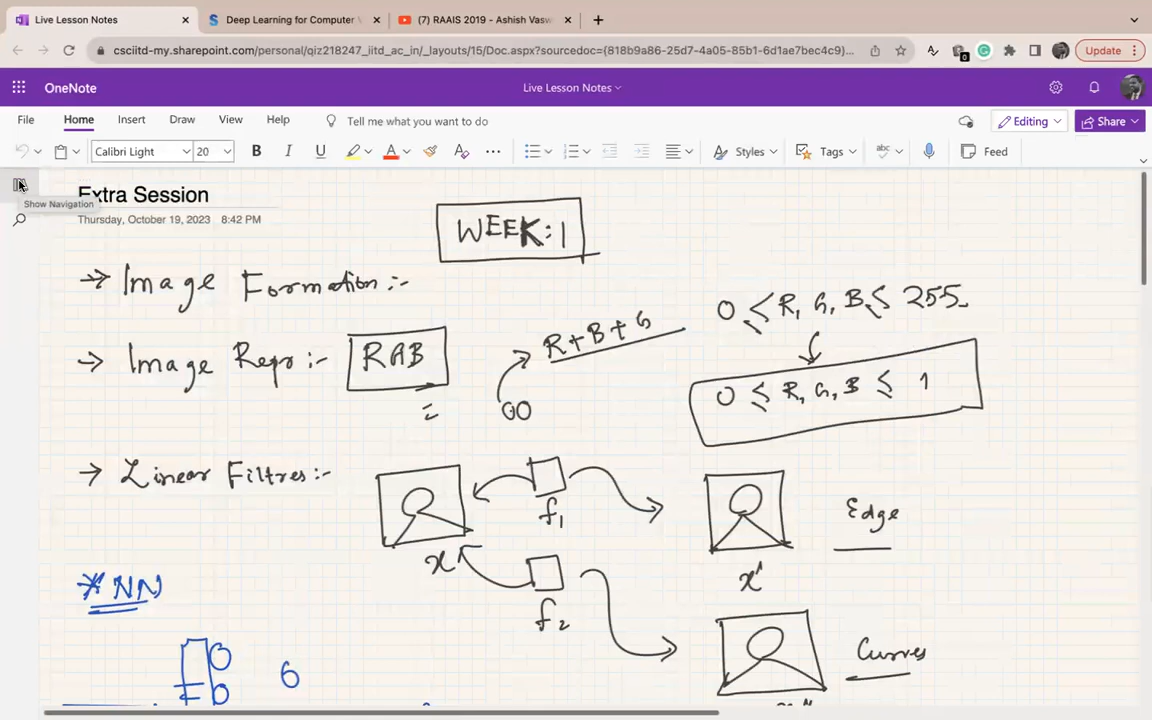 Live Lesson Notes
Deep Learning for Computer
(7) RAAIS 2019 - Ashish Vasw
csciitd-my.sharepoint.com/personal/qiz218247_iitd_ac_in/_layouts/15/Doc.aspx?sourcedoc={818b9a86-25d7-4a05-85b1-6d1ae7bec4c9}...
Update
OneNote
Live Lesson Notes
File Home Insert Draw View Help Tell me what you want to do
Editing
Share
Calibri Light 20 B I U A
Styles
Tags
Feed
Extra Session
Show Navigation
Thursday, October 19, 2023 8:42 PM
WEEK:1
→ Image Formation :-
0 ≤ R, G, B ≤ 255
→ Image Repr :- RAB
R+B+G
0 ≤ R, G, B ≤ 1
→ Linear Filtres :-
f1
Edge
x
x'
f2
Curves
* NN
6